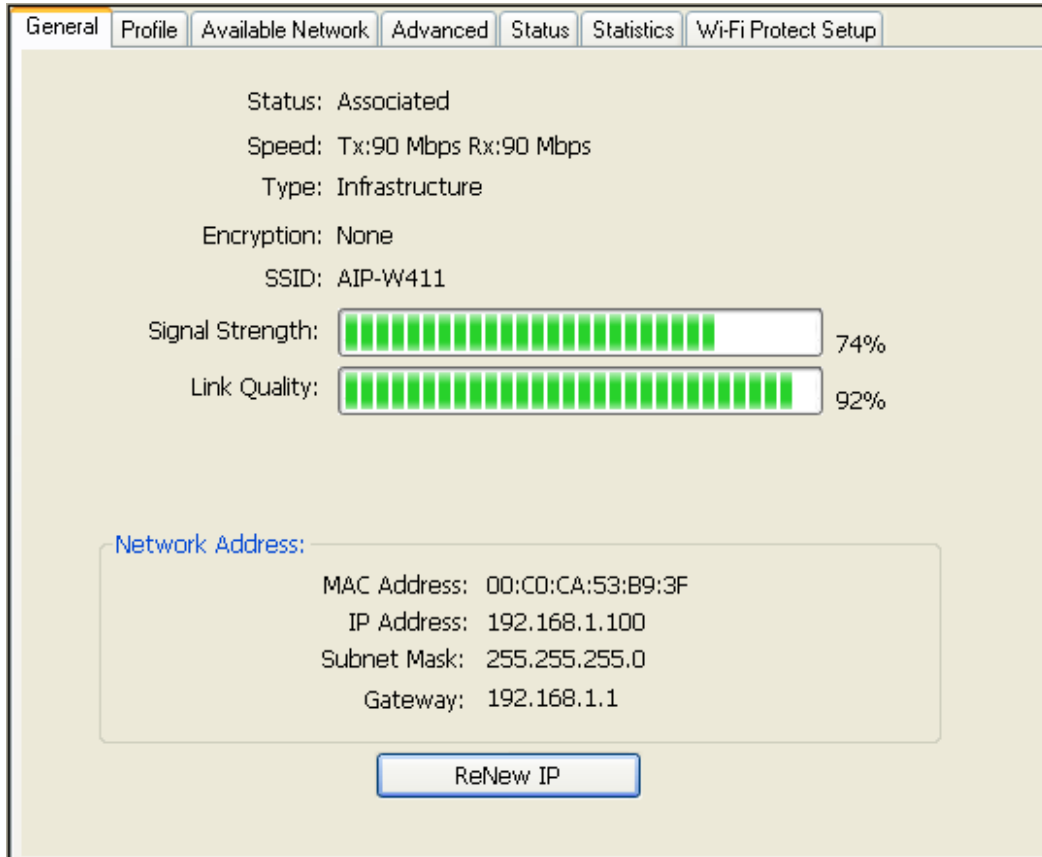 General Profile Available Network Advanced Status Statistics Wi-Fi Protect Setup
Status: Associated
Speed: Tx:90 Mbps Rx:90 Mbps
Type: Infrastructure
Encryption: None
SSID: AIP-W411
Signal Strength: 74%
Link Quality: 92%
Network Address:
MAC Address: 00:C0:CA:53:B9:3F
IP Address: 192.168.1.100
Subnet Mask: 255.255.255.0
Gateway: 192.168.1.1
ReNew IP